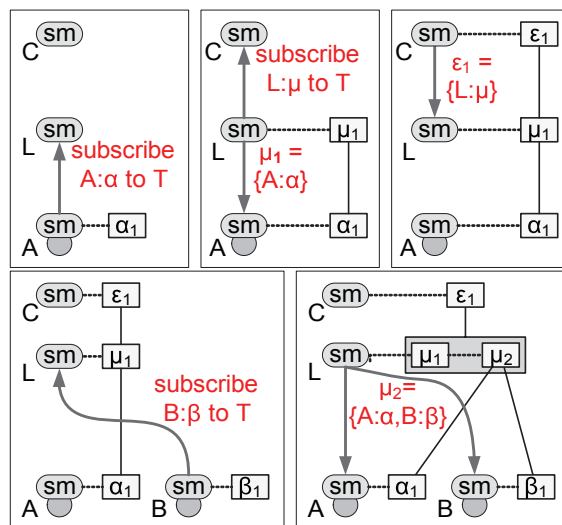 sm
C
sm
L
subscribe
A:α to T
sm
α1
A
sm
C
subscribe
L:μ to T
sm
μ1
L
μ1 =
{A:α}
sm
α1
A
sm
ε1
C
ε1 =
{L:μ}
sm
μ1
L
sm
α1
A
sm
ε1
C
sm
μ1
L
subscribe
B:β to T
sm
α1
sm
β1
A
B
sm
ε1
C
sm
μ1
μ2
L
μ2=
{A:α,B:β}
sm
α1
sm
β1
A
B